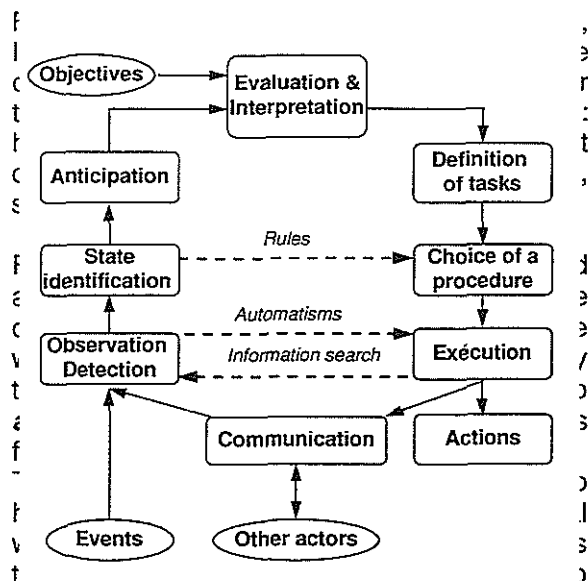 Objectives
Evaluation &
Interpretation
Anticipation
Definition
of tasks
State
identification
Rules
Choice of a
procedure
Automatisms
Observation
Detection
Information search
Exécution
Communication
Actions
Events
Other actors